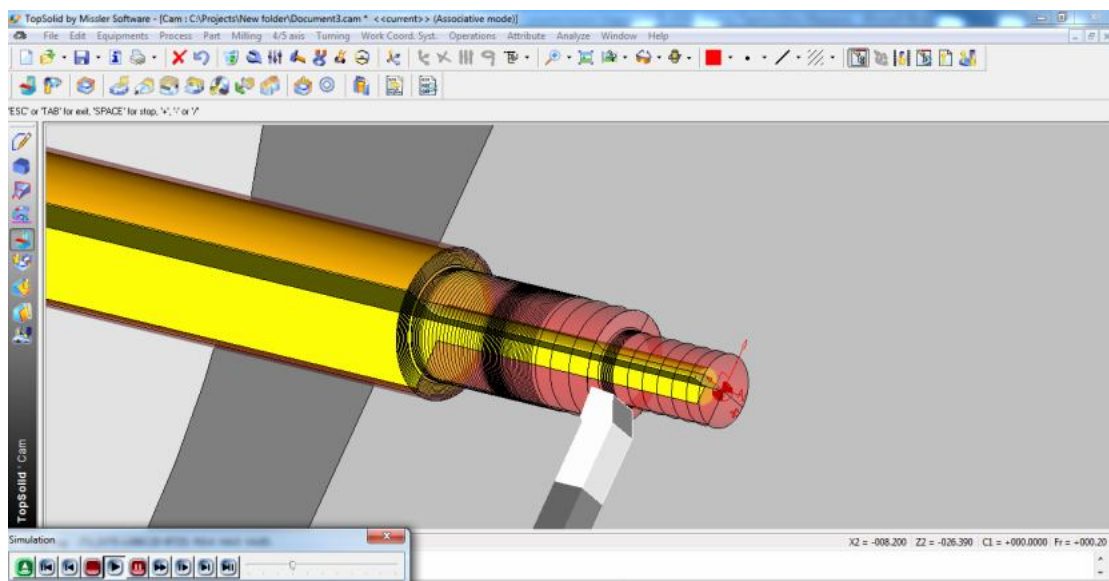 TopSolid by Missler Software - [Cam : C:\Projects\New folder\Document3.cam * <<current>> (Associative mode)]
File Edit Equipments Process Part Milling 4/5 axis Turning Work Coord. Syst. Operations Attribute Analyze Window Help
'ESC' or 'TAB' for exit, 'SPACE' for stop, '+', '-' or '/'
TopSolid 'Cam
Simulation
X2 = -008.200 Z2 = -026.390 C1 = +000.0000 Fr = +000.20